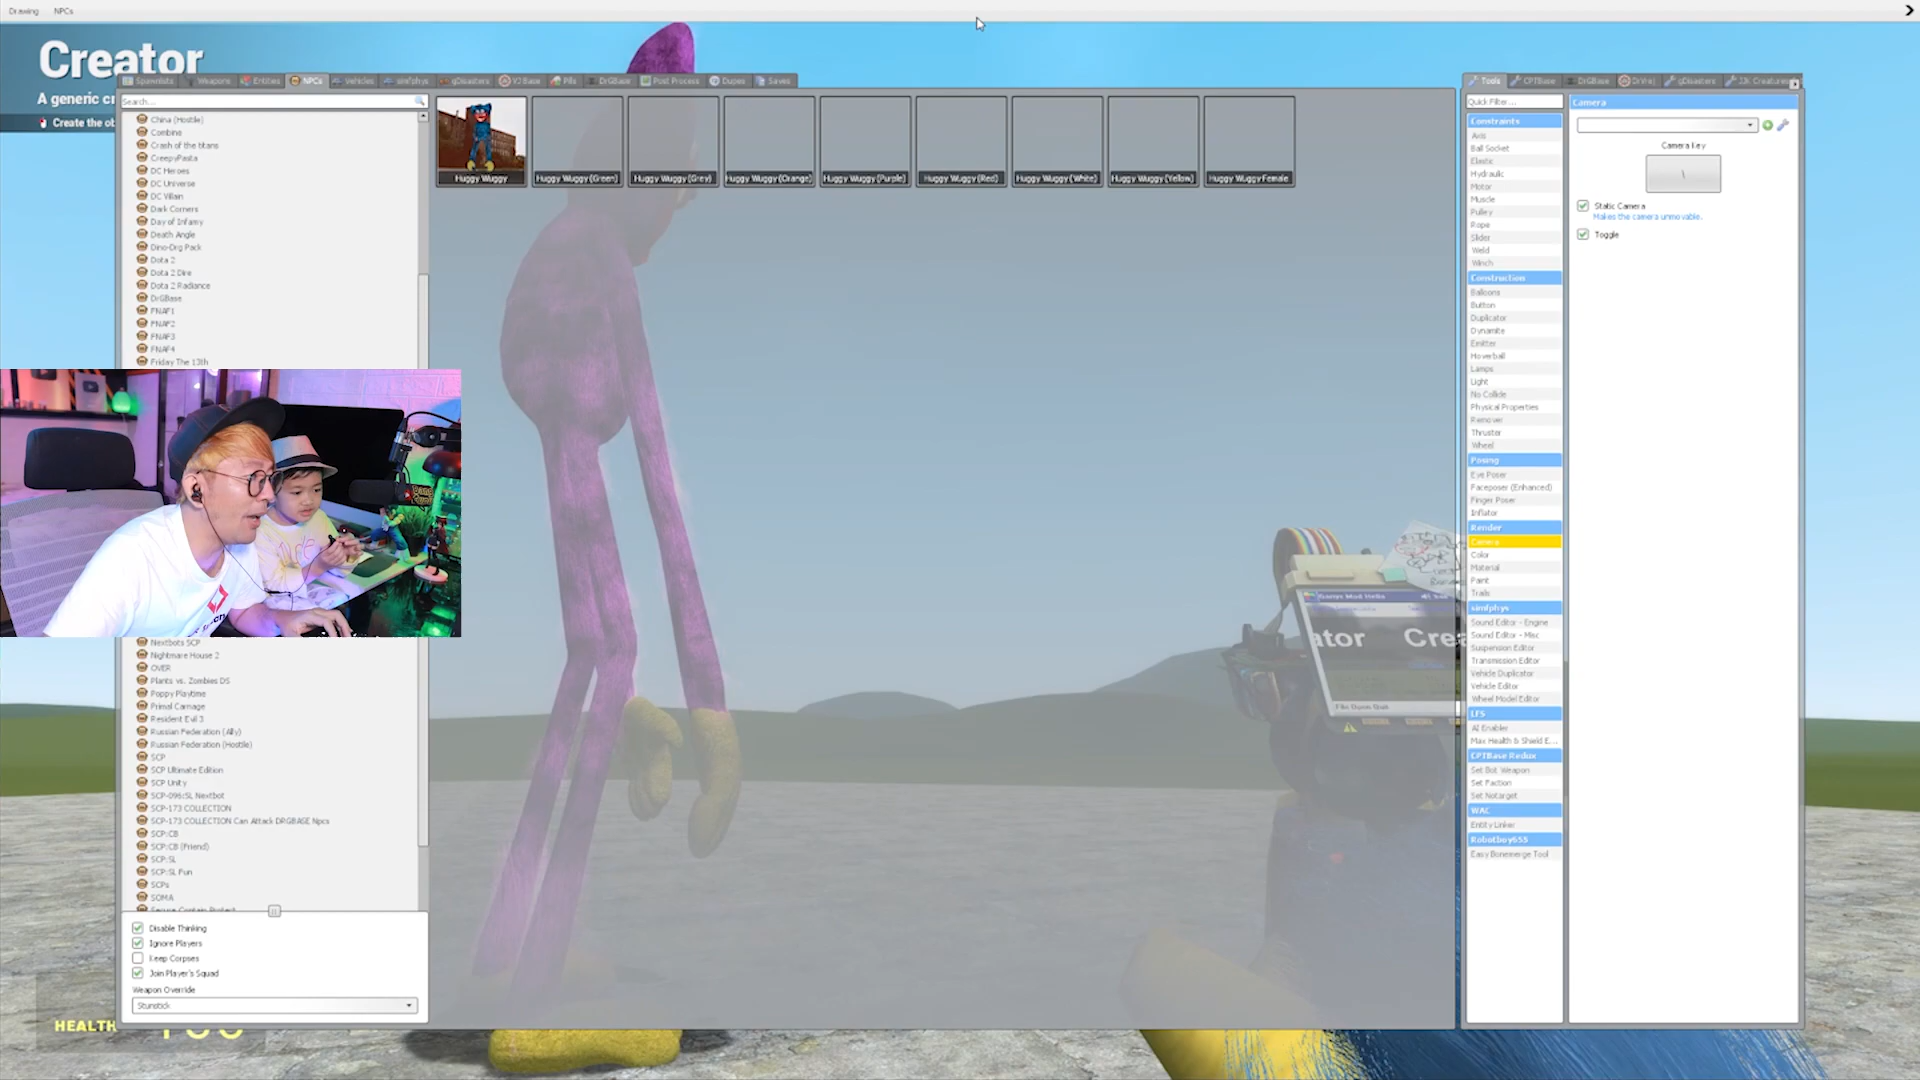 Drawing NPCs
Creator
A generic cr
Create the ob
Spawnlists Weapons Entities NPCs Vehicles simfphys gDisasters VJ Base Pills DrGBase Post Process Dupes Saves
Search...
China (Hostile)
Combine
Crash of the titans
CreepyPasta
DC Heroes
DC Universe
DC Villain
Dark Corners
Day of Infamy
Death Angle
Dino-Drg Pack
Dota 2
Dota 2 Dire
Dota 2 Radiance
DrGBase
FNAF1
FNAF2
FNAF3
FNAF4
Friday The 13th
Nextbots SCP
Nightmare House 2
OVER
Plants vs. Zombies DS
Poppy Playtime
Primal Carnage
Resident Evil 3
Russian Federation (Ally)
Russian Federation (Hostile)
SCP
SCP Ultimate Edition
SCP Unity
SCP-096:SL Nextbot
SCP-173 COLLECTION
SCP-173 COLLECTION Can Attack DRGBASE Npcs
SCP:CB
SCP:CB (Friend)
SCP:SL
SCP:SL Fun
SCPs
SOMA
Secure Contain Protect
Disable Thinking
Ignore Players
Keep Corpses
Join Player's Squad
Weapon Override
Stunstick
HEALTH
Huggy Wuggy
Huggy Wuggy(Green)
Huggy Wuggy(Grey)
Huggy Wuggy(Orange)
Huggy Wuggy(Purple)
Huggy Wuggy(Red)
Huggy Wuggy(White)
Huggy Wuggy(Yellow)
Huggy Wuggy Female
ator Crea
Tools CPTBase DrGBase gDisasters JJK Creatures
Quick Filter...
Constraints
Axis
Ball Socket
Elastic
Hydraulic
Motor
Muscle
Pulley
Rope
Slider
Weld
Winch
Construction
Balloons
Button
Duplicator
Dynamite
Emitter
Hoverball
Lamps
Light
No Collide
Physical Properties
Remover
Thruster
Wheel
Posing
Eye Poser
Faceposer (Enhanced)
Finger Poser
Inflator
Render
Camera
Color
Material
Paint
Trails
simfphys
Sound Editor - Engine
Sound Editor - Misc
Suspension Editor
Transmission Editor
Vehicle Duplicator
Vehicle Editor
Wheel Model Editor
LFS
AI Enabler
Max Health & Shield E...
CPTBase Redux
Set Bot Weapon
Set Faction
Set Notarget
WAC
Entity Linker
Robotboy655
Easy Bonemerge Tool
Camera
Camera Key
\
Static Camera
Makes the camera unmovable.
Toggle